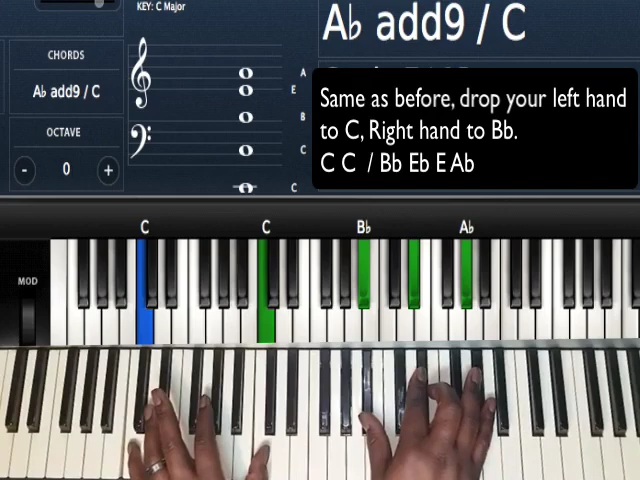 KEY: C Major
A♭ add9 / C
CHORDS
A♭ add9 / C
A
E
Same as before, drop your left hand
to C, Right hand to Bb.
C C / Bb Eb E Ab
OCTAVE
B
- 0 +
C
C
C C B♭ A♭
MOD